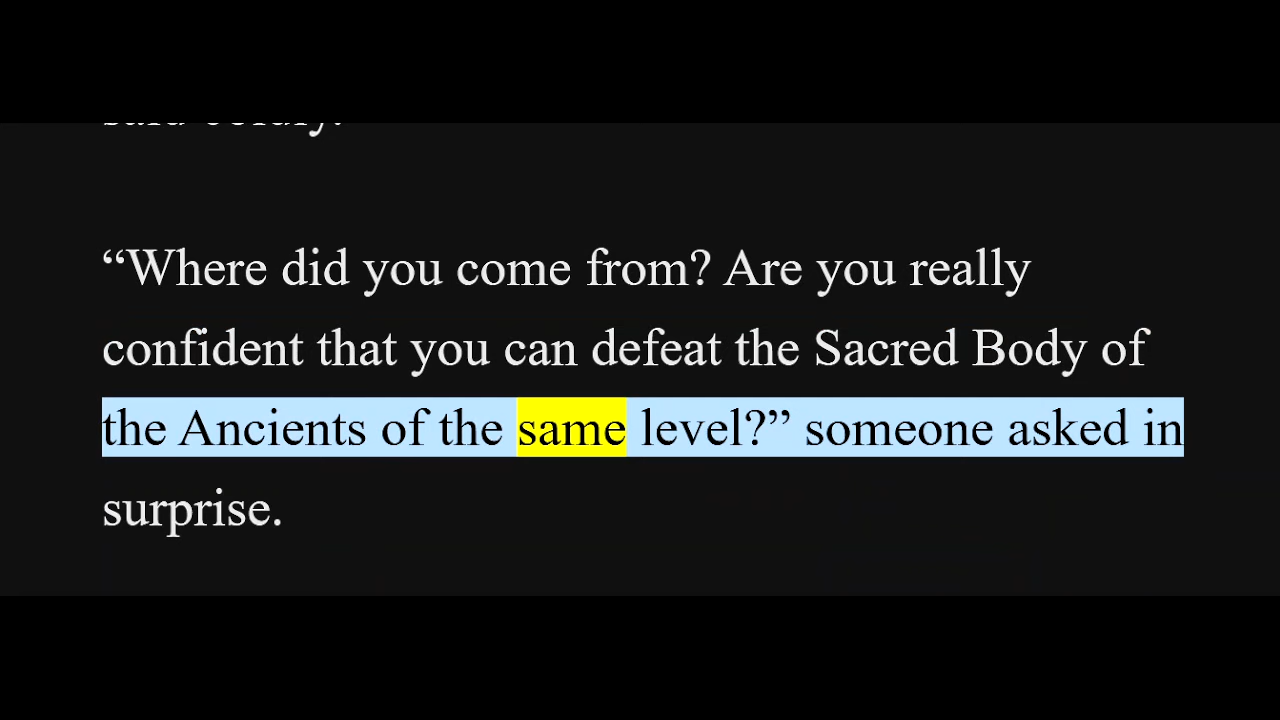 “Where did you come from? Are you really
confident that you can defeat the Sacred Body of
the Ancients of the same level?” someone asked in
surprise.